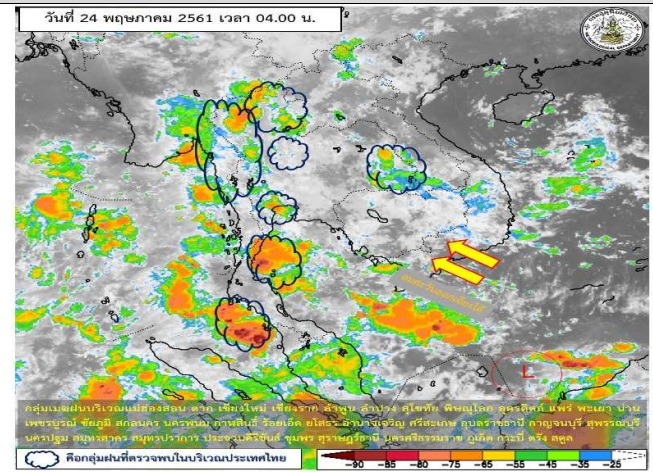 วันที่ 24 พฤษภาคม 2561 เวลา 04.00 น.
L
กลุ่มเมฆฝนบริเวณแม่ฮ่องสอน ตาก เชียงใหม่ เชียงราย ลำพูน ลำปาง สุโขทัย พิษณุโลก อุตรดิตถ์ แพร่ พะเยา น่าน
เพชรบูรณ์ ชัยภูมิ สกลนคร นครพนม กาฬสินธุ์ ร้อยเอ็ด ยโสธร อำนาจเจริญ ศรีสะเกษ อุบลราชธานี กาญจนบุรี สุพรรณบุรี
นครปฐม สมุทรสาคร สมุทรปราการ ประจวบคีรีขันธ์ ชุมพร สุราษฎร์ธานี นครศรีธรรมราช ภูเก็ต กระบี่ ตรัง สตูล
คือกลุ่มฝนที่ตรวจพบในบริเวณประเทศไทย
-90 -85 -80 -75 -65 -45 -35 -25